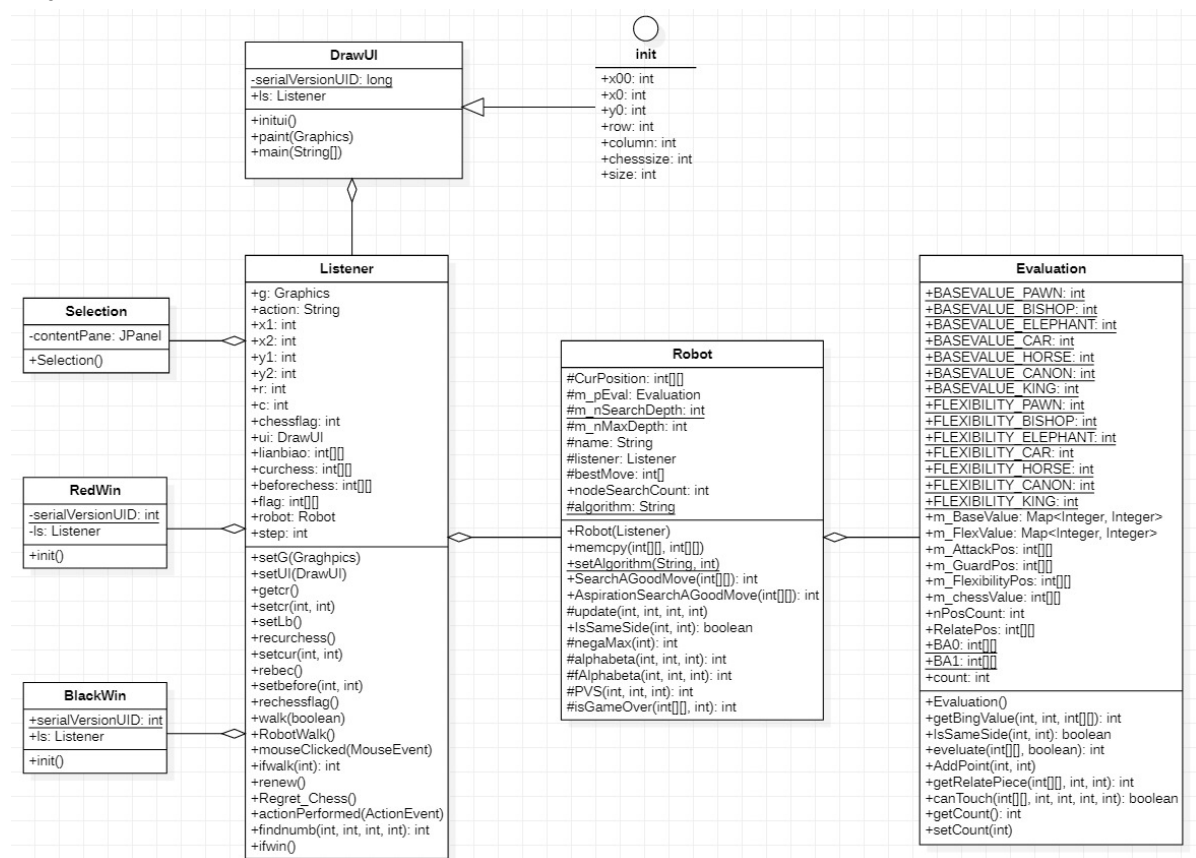 DrawUI
-serialVersionUID: long
+ls: Listener
+initui()
+paint(Graphics)
+main(String[])
init
+x00: int
+x0: int
+y0: int
+row: int
+column: int
+chesssize: int
+size: int
Selection
-contentPane: JPanel
+Selection()
RedWin
-serialVersionUID: int
-ls: Listener
+init()
BlackWin
+serialVersionUID: int
+ls: Listener
+init()
Listener
+g: Graphics
+action: String
+x1: int
+x2: int
+y1: int
+y2: int
+r: int
+c: int
+chessflag: int
+ui: DrawUI
+lianbiao: int[][]
+curchess: int[][]
+beforechess: int[][]
+flag: int[][]
+robot: Robot
+step: int
+setG(Graghpics)
+setUI(DrawUI)
+getcr()
+setcr(int, int)
+setLb()
+recurchess()
+setcur(int, int)
+rebec()
+setbefore(int, int)
+rechessflag()
+walk(boolean)
+RobotWalk()
+mouseClicked(MouseEvent)
+ifwalk(int): int
+renew()
+Regret_Chess()
+actionPerformed(ActionEvent)
+findnumb(int, int, int, int): int
+ifwin()
Robot
#CurPosition: int[][]
#m_pEval: Evaluation
#m_nSearchDepth: int
#m_nMaxDepth: int
#name: String
#listener: Listener
#bestMove: int[]
+nodeSearchCount: int
#algorithm: String
+Robot(Listener)
+memcpy(int[][], int[][])
+setAlgorithm(String, int)
+SearchAGoodMove(int[][]): int
+AspirationSearchAGoodMove(int[][]): int
#update(int, int, int, int)
+IsSameSide(int, int): boolean
#negaMax(int): int
#alphabeta(int, int, int): int
#fAlphabeta(int, int, int): int
#PVS(int, int, int): int
#isGameOver(int[][], int): int
Evaluation
+BASEVALUE_PAWN: int
+BASEVALUE_BISHOP: int
+BASEVALUE_ELEPHANT: int
+BASEVALUE_CAR: int
+BASEVALUE_HORSE: int
+BASEVALUE_CANON: int
+BASEVALUE_KING: int
+FLEXIBILITY_PAWN: int
+FLEXIBILITY_BISHOP: int
+FLEXIBILITY_ELEPHANT: int
+FLEXIBILITY_CAR: int
+FLEXIBILITY_HORSE: int
+FLEXIBILITY_CANON: int
+FLEXIBILITY_KING: int
+m_BaseValue: Map<Integer, Integer>
+m_FlexValue: Map<Integer, Integer>
+m_AttackPos: int[][]
+m_GuardPos: int[][]
+m_FlexibilityPos: int[][]
+m_chessValue: int[][]
+nPosCount: int
+RelatePos: int[][]
+BA0: int[][]
+BA1: int[][]
+count: int
+Evaluation()
+getBingValue(int, int, int[][]): int
+IsSameSide(int, int): boolean
+eveluate(int[][], boolean): int
+AddPoint(int, int)
+getRelatePiece(int[][], int, int): int
+canTouch(int[][], int, int, int, int): boolean
+getCount(): int
+setCount(int)